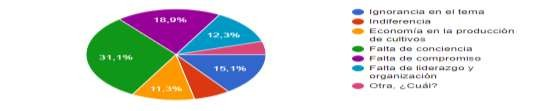 18,9%
12,3%
31,1%
15,1%
11,3%
Ignorancia en el tema
Indiferencia
Economía en la producción
de cultivos
Falta de conciencia
Falta de compromiso
Falta de liderazgo y
organización
Otra, ¿Cuál?